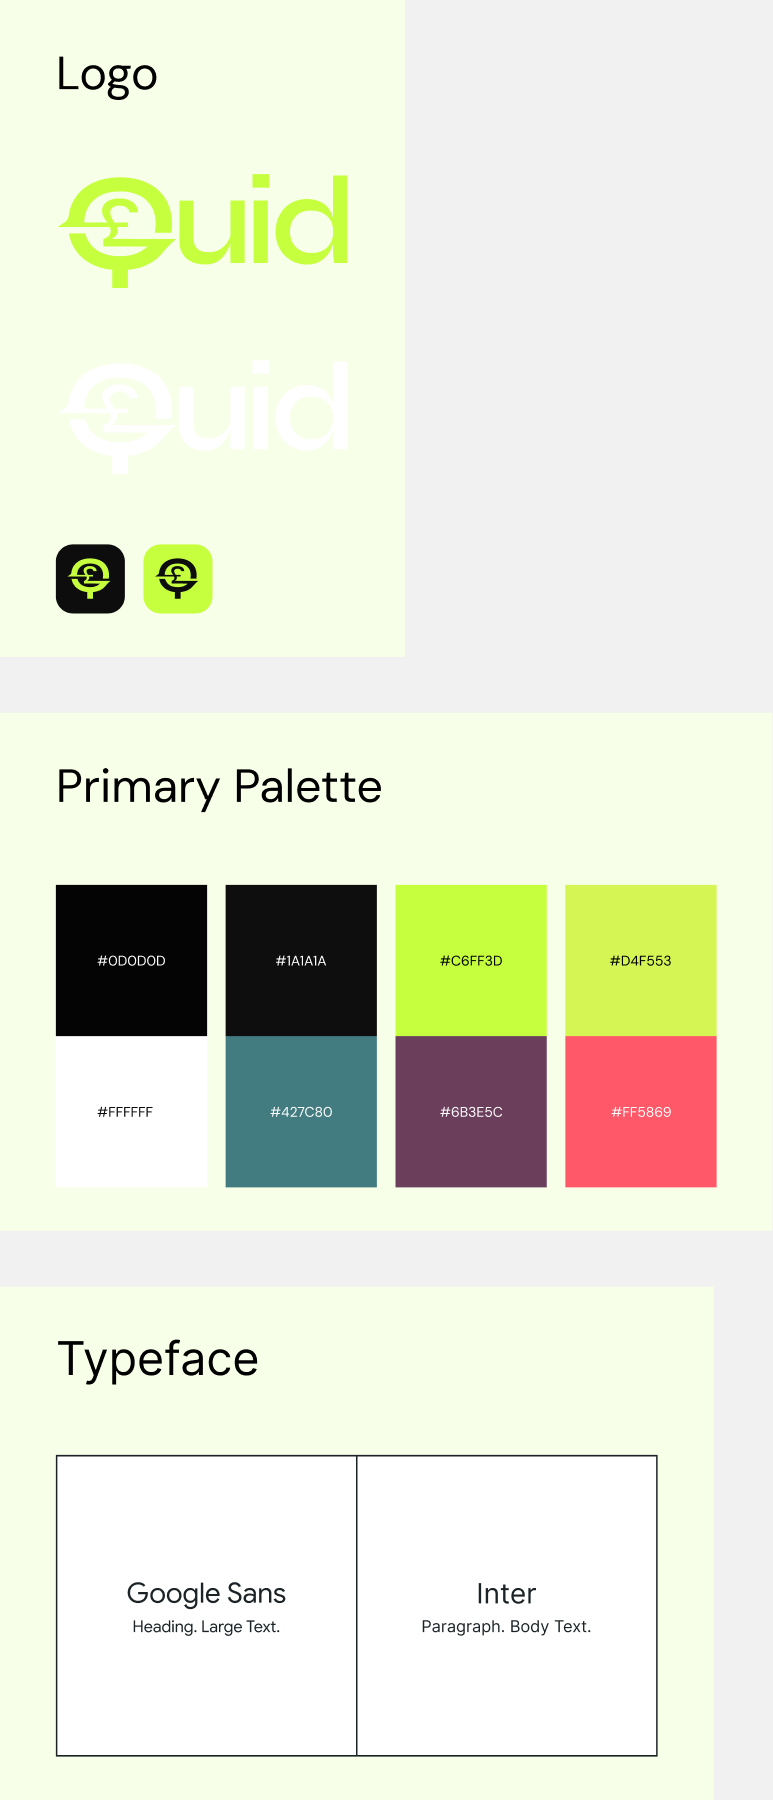 Logo
Quid
Quid
£
£
Primary Palette
#0D0D0D
#1A1A1A
#C6FF3D
#D4F553
#FFFFFF
#427C80
#6B3E5C
#FF5869
Typeface
Google Sans
Heading. Large Text.
Inter
Paragraph. Body Text.